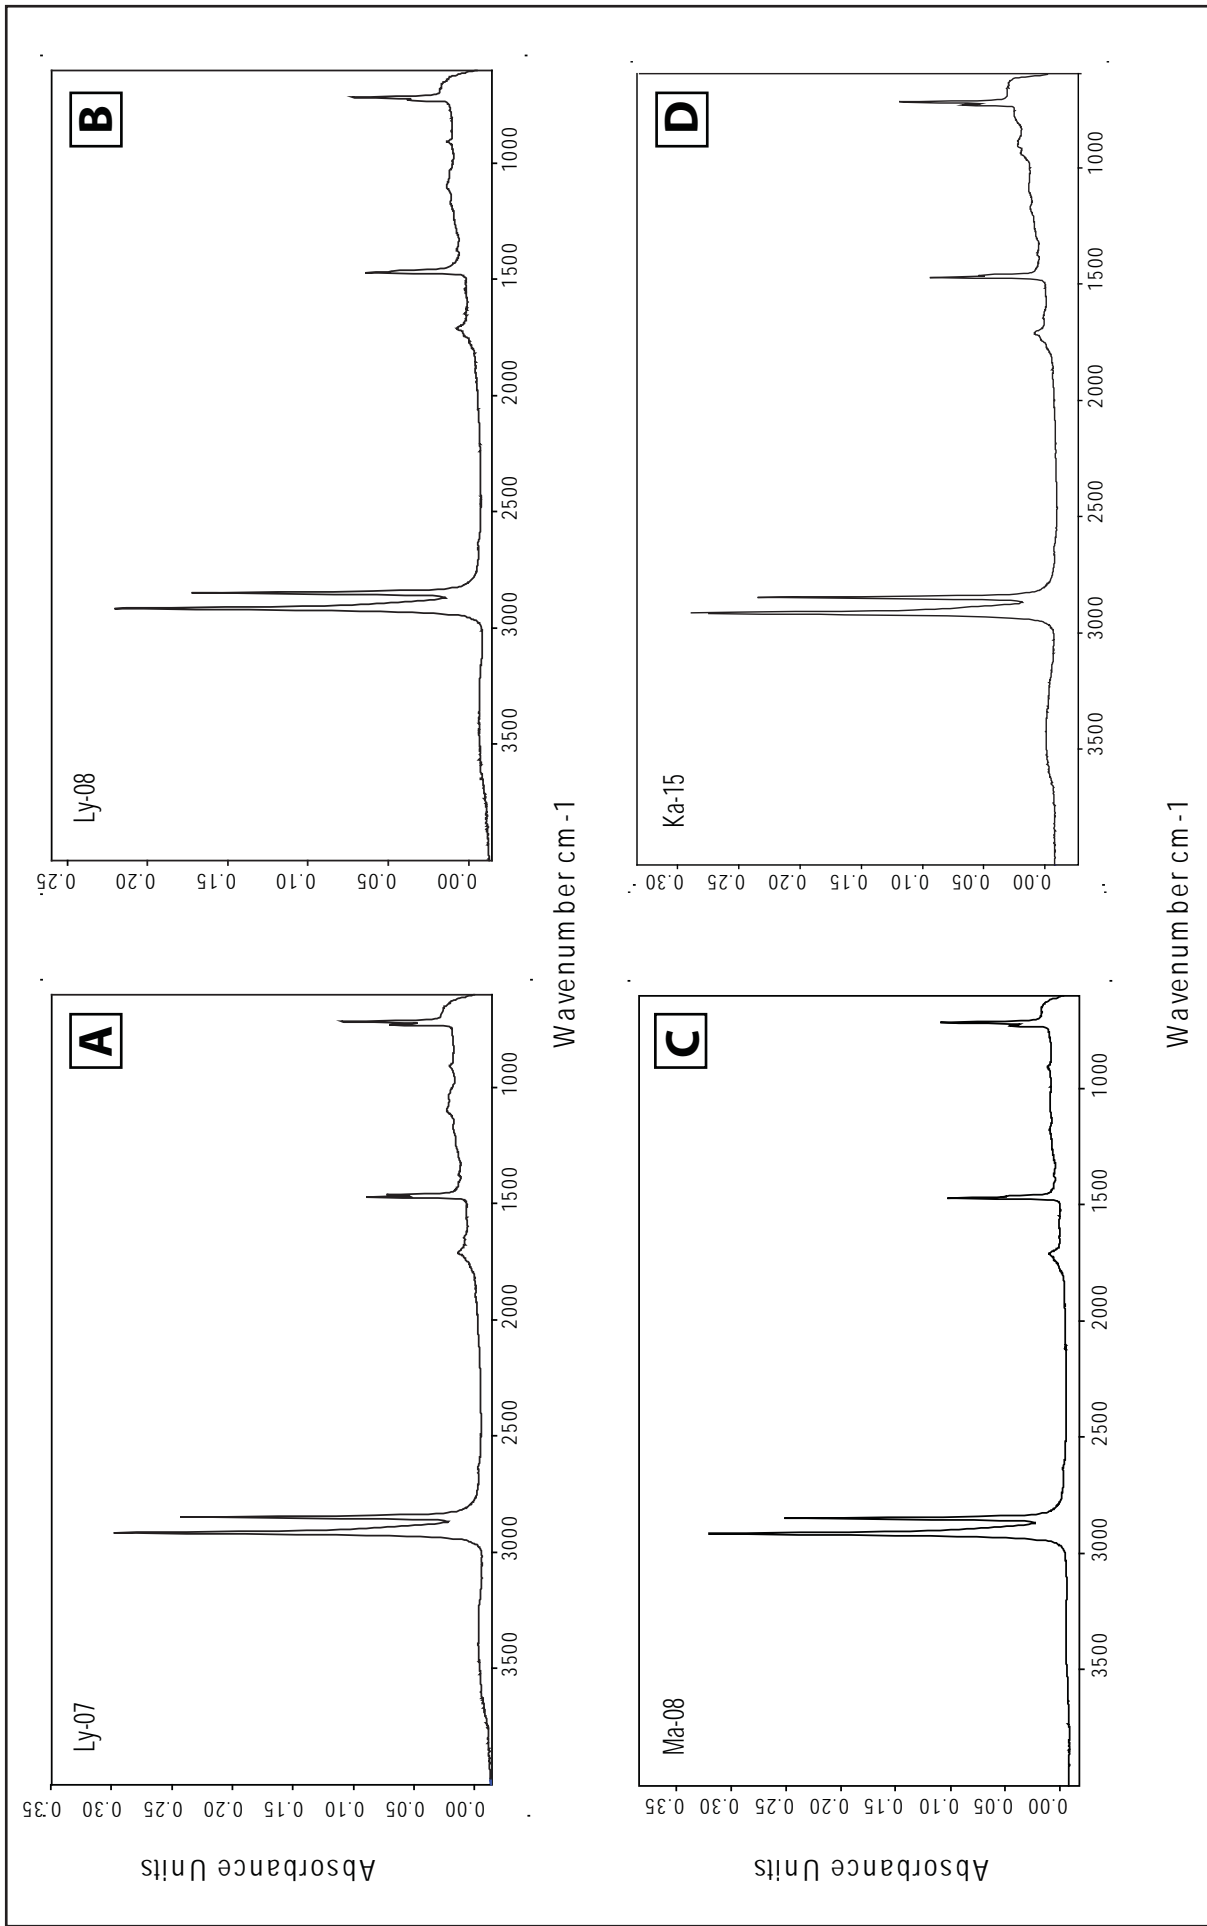 A
Ly-07
Absorbance Units
0.35 0.30 0.25 0.20 0.15 0.10 0.05 0.00
3500 3000 2500 2000 1500 1000
B
Ly-08
0.25 0.20 0.15 0.10 0.05 0.00
3500 3000 2500 2000 1500 1000
Wavenumber cm-1
C
Ma-08
Absorbance Units
0.35 0.30 0.25 0.20 0.15 0.10 0.05 0.00
3500 3000 2500 2000 1500 1000
D
Ka-15
0.30 0.25 0.20 0.15 0.10 0.05 0.00
3500 3000 2500 2000 1500 1000
Wavenumber cm-1